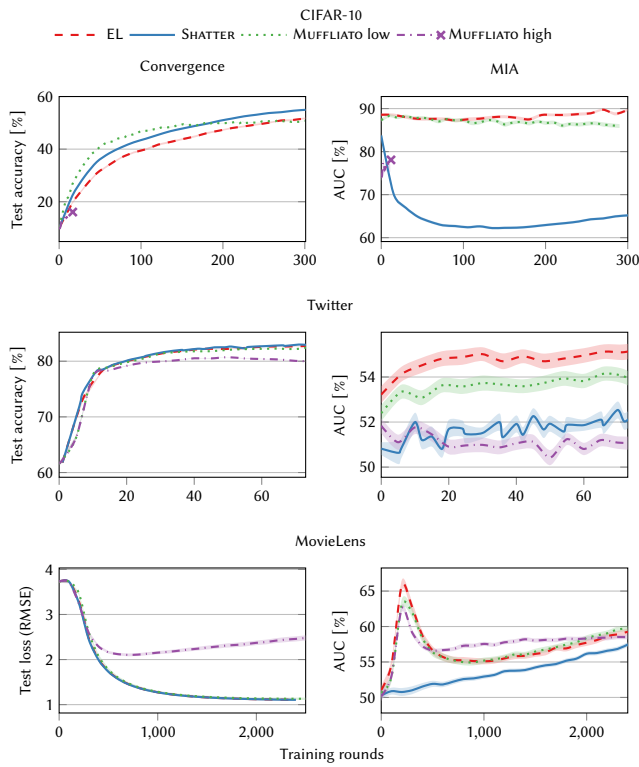 CIFAR-10
EL SHATTER MUFFLIATO low MUFFLIATO high
Convergence MIA
Test accuracy [%]
60
40
20
0 100 200 300
AUC [%]
90
80
70
60
0 100 200 300
Twitter
Test accuracy [%]
80
70
60
0 20 40 60
AUC [%]
54
52
50
0 20 40 60
MovieLens
Test loss (RMSE)
4
3
2
1
0 1,000 2,000
AUC [%]
65
60
55
50
0 1,000 2,000
Training rounds